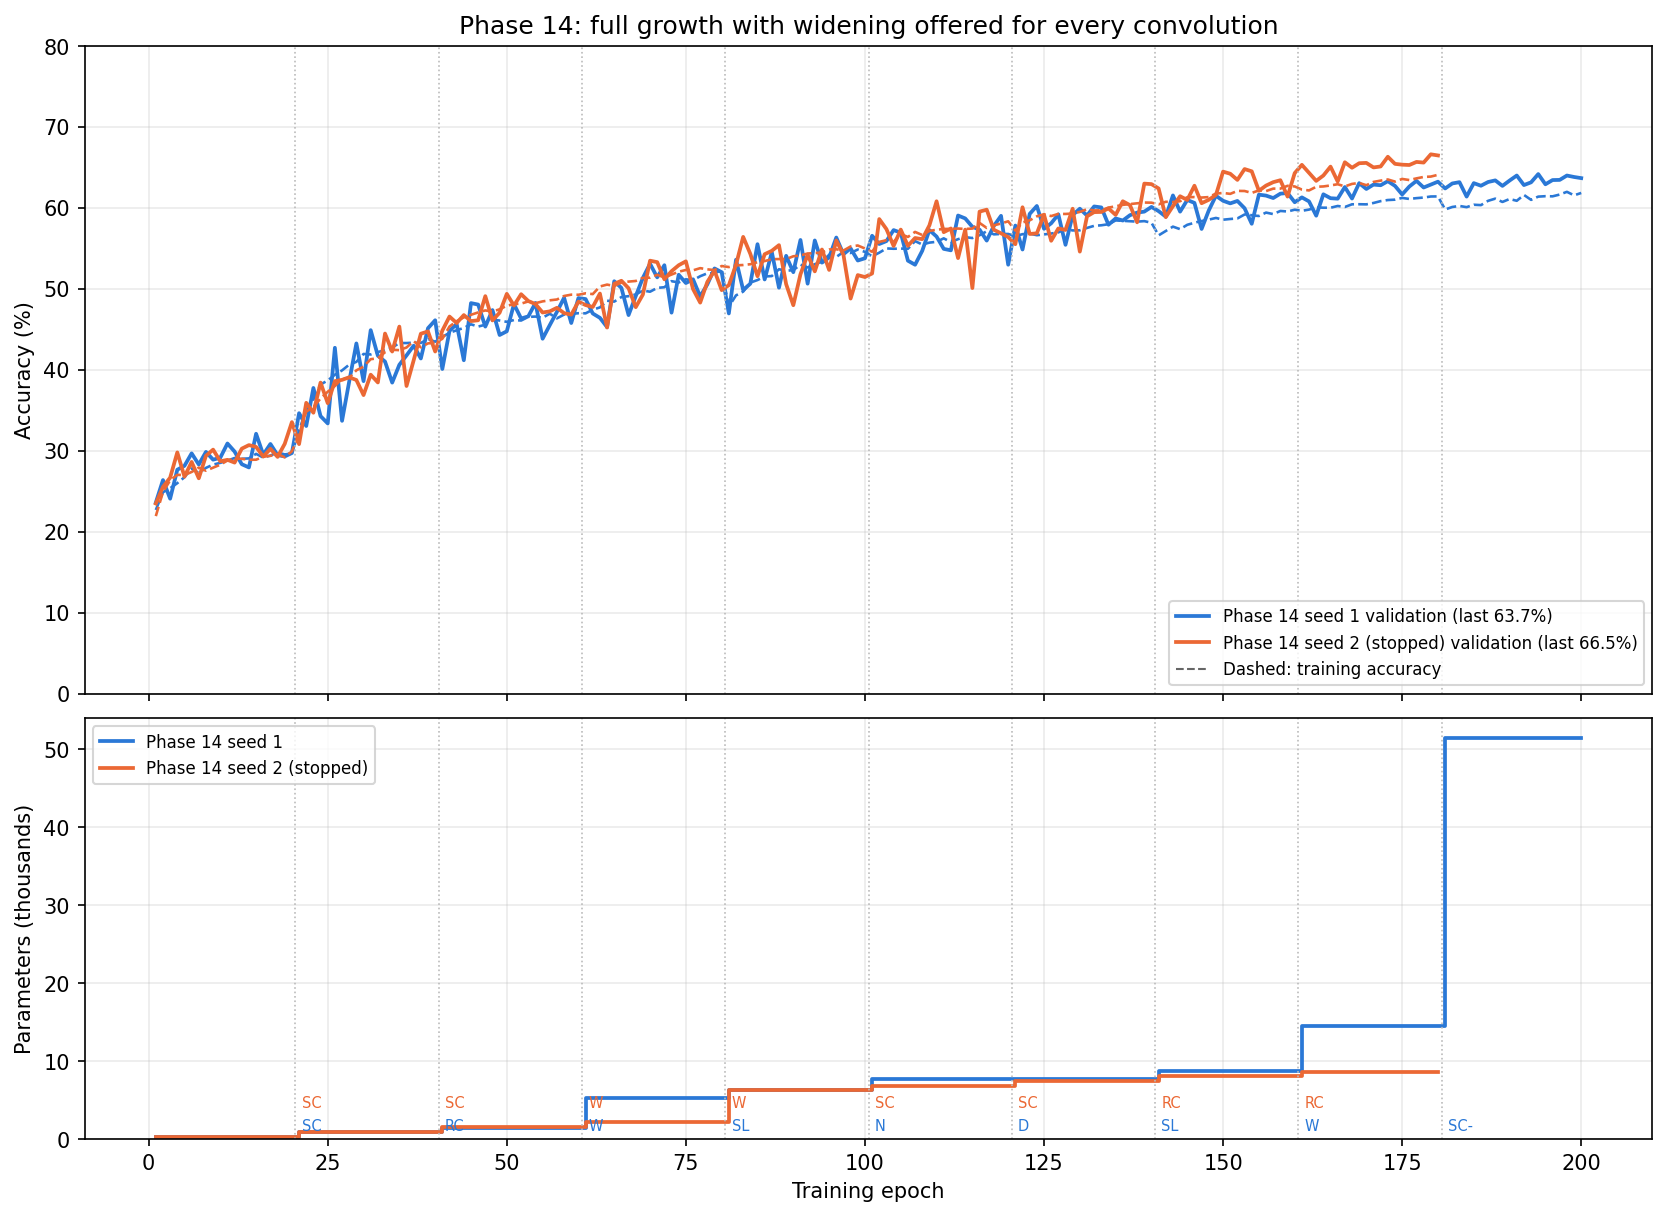 Phase 14: full growth with widening offered for every convolution
80
70
60
50
40
30
20
10
0
Accuracy (%)
Phase 14 seed 1 validation (last 63.7%)
Phase 14 seed 2 (stopped) validation (last 66.5%)
Dashed: training accuracy
Phase 14 seed 1
Phase 14 seed 2 (stopped)
50
40
30
20
10
0
Parameters (thousands)
SC SC W W SC SC RC RC
SC RC W SL N D SL W SC-
0 25 50 75 100 125 150 175 200
Training epoch